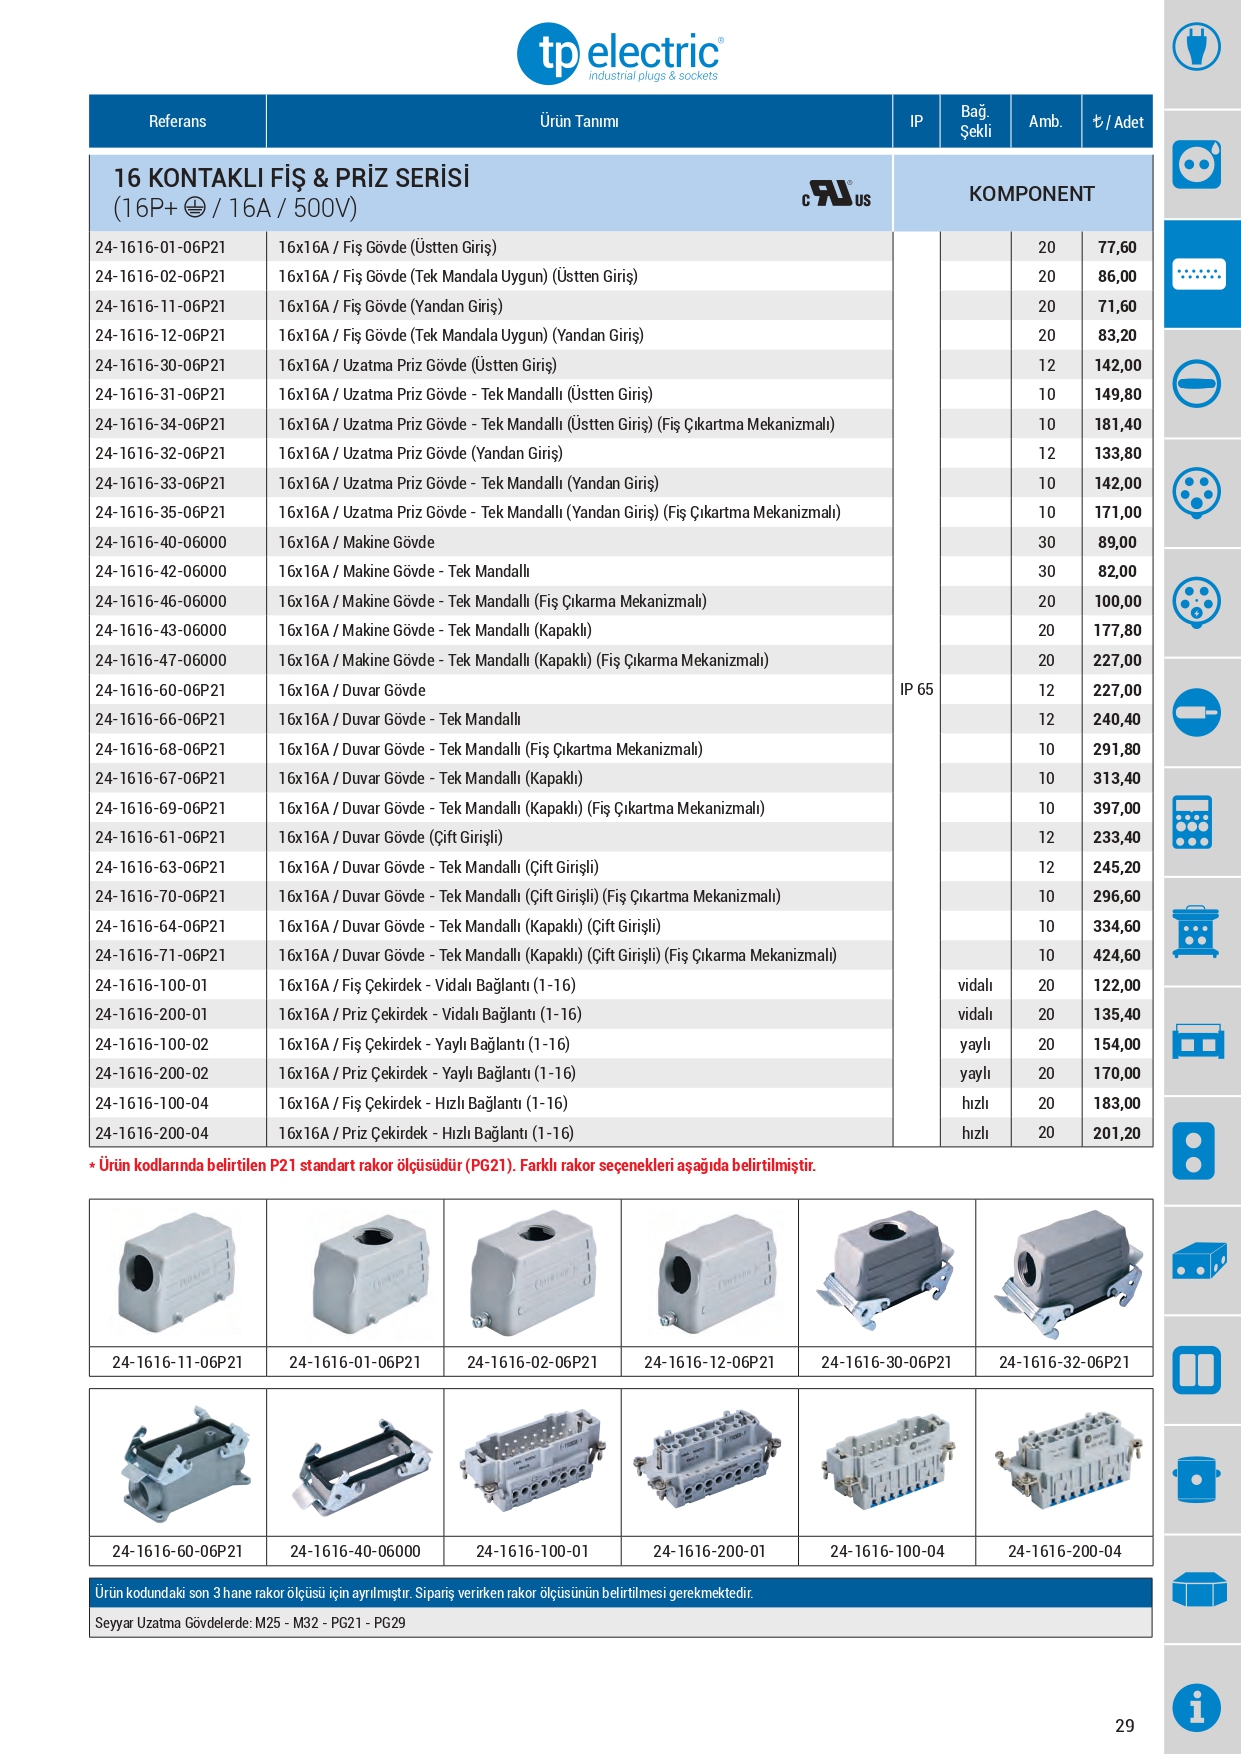 tp electric®
industrial plugs & sockets
Referans Ürün Tanımı IP Bağ. Şekli Amb. ₺ / Adet
16 KONTAKLI FİŞ & PRİZ SERİSİ
(16P+ / 16A / 500V)
c US ®
KOMPONENT
24-1616-01-06P21 16x16A / Fiş Gövde (Üstten Giriş) 20 77,60
24-1616-02-06P21 16x16A / Fiş Gövde (Tek Mandala Uygun) (Üstten Giriş) 20 86,00
24-1616-11-06P21 16x16A / Fiş Gövde (Yandan Giriş) 20 71,60
24-1616-12-06P21 16x16A / Fiş Gövde (Tek Mandala Uygun) (Yandan Giriş) 20 83,20
24-1616-30-06P21 16x16A / Uzatma Priz Gövde (Üstten Giriş) 12 142,00
24-1616-31-06P21 16x16A / Uzatma Priz Gövde - Tek Mandallı (Üstten Giriş) 10 149,80
24-1616-34-06P21 16x16A / Uzatma Priz Gövde - Tek Mandallı (Üstten Giriş) (Fiş Çıkartma Mekanizmalı) 10 181,40
24-1616-32-06P21 16x16A / Uzatma Priz Gövde (Yandan Giriş) 12 133,80
24-1616-33-06P21 16x16A / Uzatma Priz Gövde - Tek Mandallı (Yandan Giriş) 10 142,00
24-1616-35-06P21 16x16A / Uzatma Priz Gövde - Tek Mandallı (Yandan Giriş) (Fiş Çıkartma Mekanizmalı) 10 171,00
24-1616-40-06000 16x16A / Makine Gövde 30 89,00
24-1616-42-06000 16x16A / Makine Gövde - Tek Mandallı 30 82,00
24-1616-46-06000 16x16A / Makine Gövde - Tek Mandallı (Fiş Çıkarma Mekanizmalı) 20 100,00
24-1616-43-06000 16x16A / Makine Gövde - Tek Mandallı (Kapaklı) 20 177,80
24-1616-47-06000 16x16A / Makine Gövde - Tek Mandallı (Kapaklı) (Fiş Çıkarma Mekanizmalı) 20 227,00
24-1616-60-06P21 16x16A / Duvar Gövde IP 65 12 227,00
24-1616-66-06P21 16x16A / Duvar Gövde - Tek Mandallı 12 240,40
24-1616-68-06P21 16x16A / Duvar Gövde - Tek Mandallı (Fiş Çıkartma Mekanizmalı) 10 291,80
24-1616-67-06P21 16x16A / Duvar Gövde - Tek Mandallı (Kapaklı) 10 313,40
24-1616-69-06P21 16x16A / Duvar Gövde - Tek Mandallı (Kapaklı) (Fiş Çıkartma Mekanizmalı) 10 397,00
24-1616-61-06P21 16x16A / Duvar Gövde (Çift Girişli) 12 233,40
24-1616-63-06P21 16x16A / Duvar Gövde - Tek Mandallı (Çift Girişli) 12 245,20
24-1616-70-06P21 16x16A / Duvar Gövde - Tek Mandallı (Çift Girişli) (Fiş Çıkartma Mekanizmalı) 10 296,60
24-1616-64-06P21 16x16A / Duvar Gövde - Tek Mandallı (Kapaklı) (Çift Girişli) 10 334,60
24-1616-71-06P21 16x16A / Duvar Gövde - Tek Mandallı (Kapaklı) (Çift Girişli) (Fiş Çıkarma Mekanizmalı) 10 424,60
24-1616-100-01 16x16A / Fiş Çekirdek - Vidalı Bağlantı (1-16) vidalı 20 122,00
24-1616-200-01 16x16A / Priz Çekirdek - Vidalı Bağlantı (1-16) vidalı 20 135,40
24-1616-100-02 16x16A / Fiş Çekirdek - Yaylı Bağlantı (1-16) yaylı 20 154,00
24-1616-200-02 16x16A / Priz Çekirdek - Yaylı Bağlantı (1-16) yaylı 20 170,00
24-1616-100-04 16x16A / Fiş Çekirdek - Hızlı Bağlantı (1-16) hızlı 20 183,00
24-1616-200-04 16x16A / Priz Çekirdek - Hızlı Bağlantı (1-16) hızlı 20 201,20
* Ürün kodlarında belirtilen P21 standart rakor ölçüsüdür (PG21). Farklı rakor seçenekleri aşağıda belirtilmiştir.
24-1616-11-06P21 24-1616-01-06P21 24-1616-02-06P21 24-1616-12-06P21 24-1616-30-06P21 24-1616-32-06P21
24-1616-60-06P21 24-1616-40-06000 24-1616-100-01 24-1616-200-01 24-1616-100-04 24-1616-200-04
Ürün kodundaki son 3 hane rakor ölçüsü için ayrılmıştır. Sipariş verirken rakor ölçüsünün belirtilmesi gerekmektedir.
Seyyar Uzatma Gövdelerde: M25 - M32 - PG21 - PG29
29